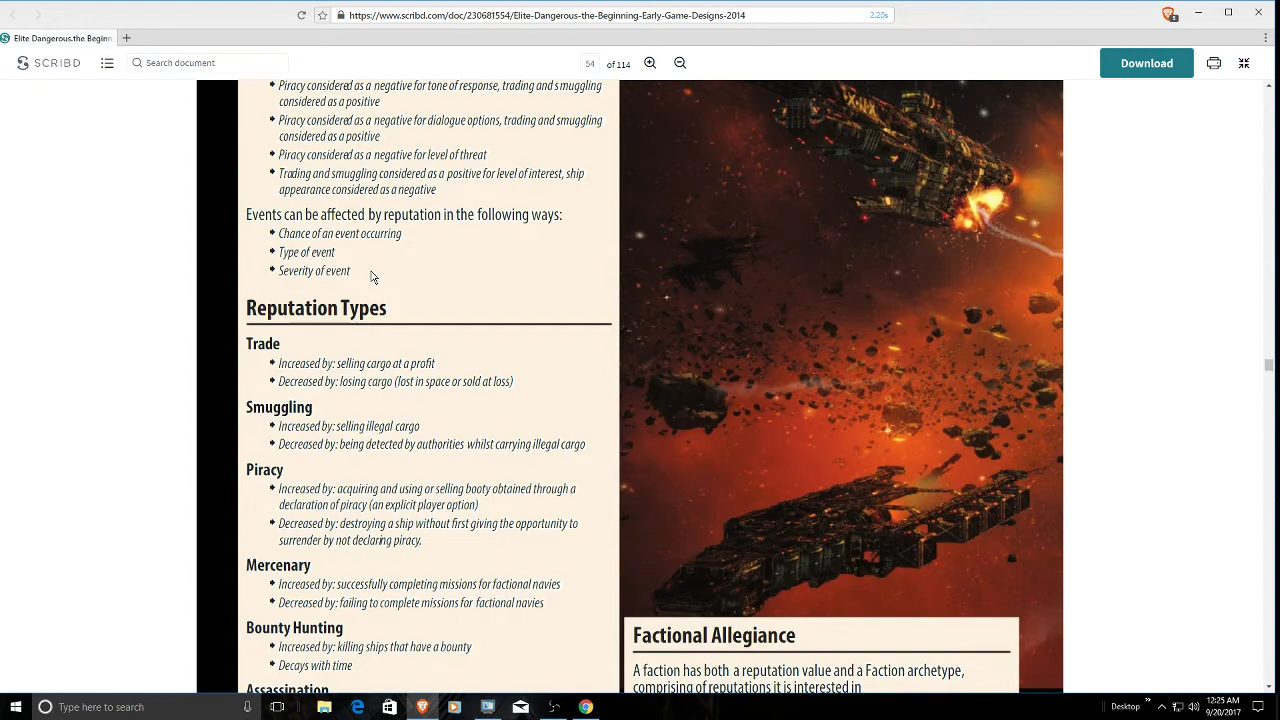 https://www.scribd.com/doc/230681554/Elite-Dangerous-the-Beginning-Early-Game-Designs-2014
2.20s
Elite Dangerous.the Beginn
SCRIBD
Search document
54 of 114
Download
Piracy considered as a negative for tone of response, trading and smuggling
considered as a positive
Piracy considered as a negative for dialogue options, trading and smuggling
considered as a positive
Piracy considered as a negative for level of threat
Trading and smuggling considered as a positive for level of interest, ship
appearance considered as a negative
Events can be affected by reputation in the following ways:
Chance of an event occurring
Type of event
Severity of event
Reputation Types
Trade
Increased by: selling cargo at a profit
Decreased by: losing cargo (lost in space or sold at loss)
Smuggling
Increased by: selling illegal cargo
Decreased by: being detected by authorities whilst carrying illegal cargo
Piracy
Increased by: acquiring and using or selling booty obtained through a
declaration of piracy (an explicit player option)
Decreased by: destroying a ship without first giving the opportunity to
surrender by not declaring piracy.
Mercenary
Increased by: successfully completing missions for factional navies
Decreased by: failing to complete missions for factional navies
Bounty Hunting
Increased by: killing ships that have a bounty
Decays with time
Assassination
Factional Allegiance
A faction has both a reputation value and a Faction archetype,
comprising of reputations it is interested in
Type here to search
Desktop
12:25 AM
9/20/2017